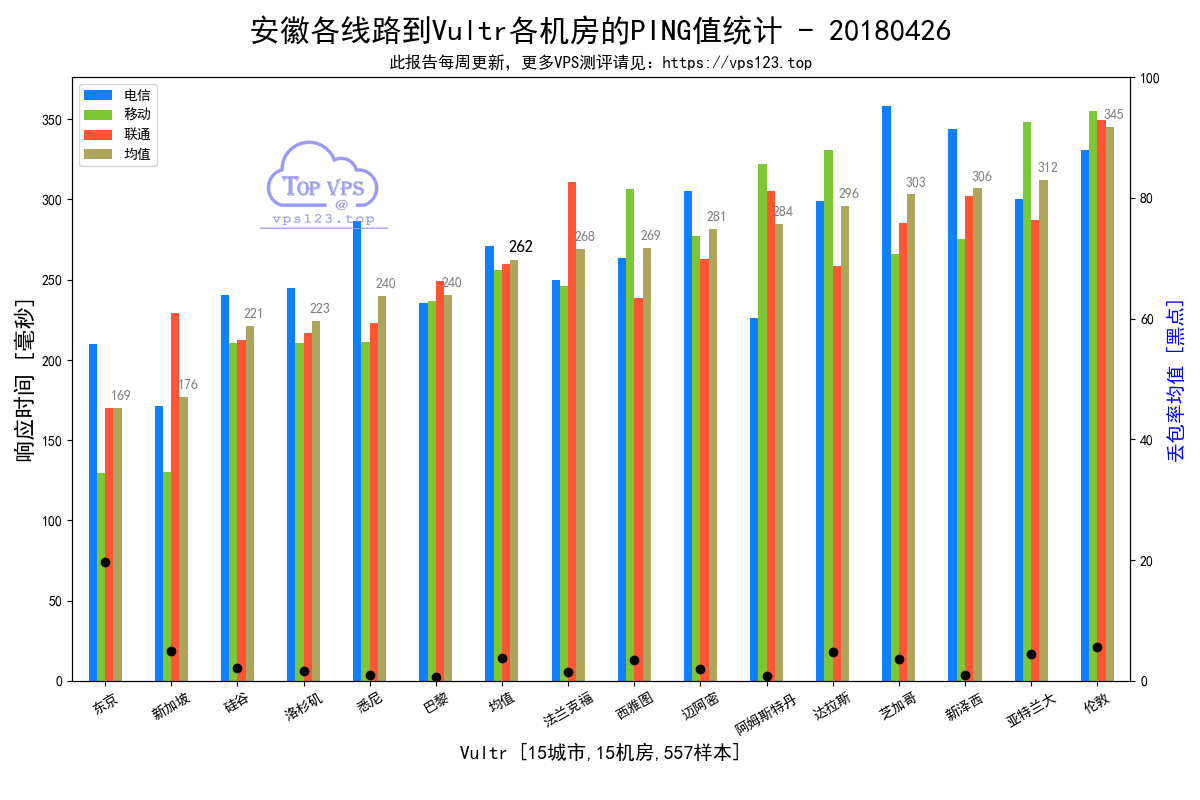 安徽各线路到Vultr各机房的PING值统计 - 20180426
此报告每周更新, 更多VPS测评请见: https://vps123.top
电信
移动
联通
均值
TOP VPS
@
vps123.top
响应时间 [毫秒]
丢包率均值 [黑点]
350
300
250
200
150
100
50
0
100
80
60
40
20
0
169
176
221
223
240
240
262
268
269
281
284
296
303
306
312
345
东京
新加坡
硅谷
洛杉矶
悉尼
巴黎
均值
法兰克福
西雅图
迈阿密
阿姆斯特丹
达拉斯
芝加哥
新泽西
亚特兰大
伦敦
Vultr [15城市,15机房,557样本]